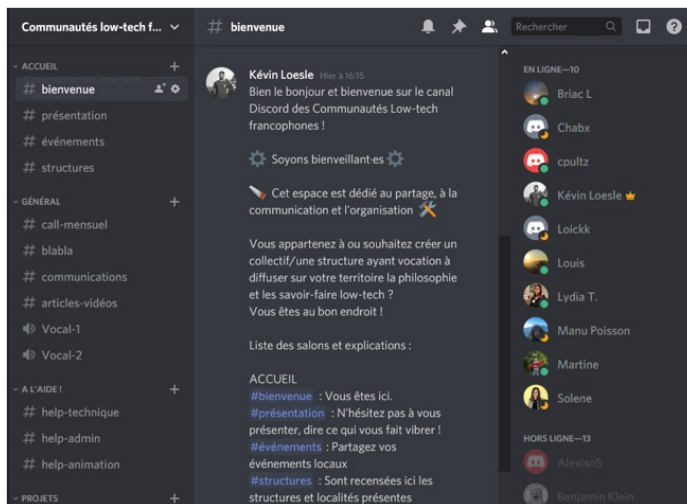 Communautés low-tech f...
ACCUEIL
# bienvenue
# présentation
# événements
# structures
GÉNÉRAL
# call-mensuel
# blabla
# communications
# articles-vidéos
Vocal-1
Vocal-2
A L'AIDE !
# help-technique
# help-admin
# help-animation
PROJETS
# bienvenue
Rechercher
Kévin Loesle Hier à 16:15
Bien le bonjour et bienvenue sur le canal
Discord des Communautés Low-tech
francophones !
Soyons bienveillant·es
Cet espace est dédié au partage, à la
communication et l'organisation
Vous appartenez à ou souhaitez créer un
collectif/une structure ayant vocation à
diffuser sur votre territoire la philosophie
et les savoir-faire low-tech ?
Vous êtes au bon endroit !
Liste des salons et explications :
ACCUEIL
#bienvenue : Vous êtes ici.
#présentation : N'hésitez pas à vous
présenter, dire ce qui vous fait vibrer !
#événements : Partagez vos
événements locaux
#structures : Sont recensées ici les
structures et localités présentes
EN LIGNE—10
Briac L
Chabx
cpultz
Kévin Loesle
Loickk
Louis
Lydia T.
Manu Poisson
Martine
Solene
HORS LIGNE—13
Alexisn5
Benjamin Klein